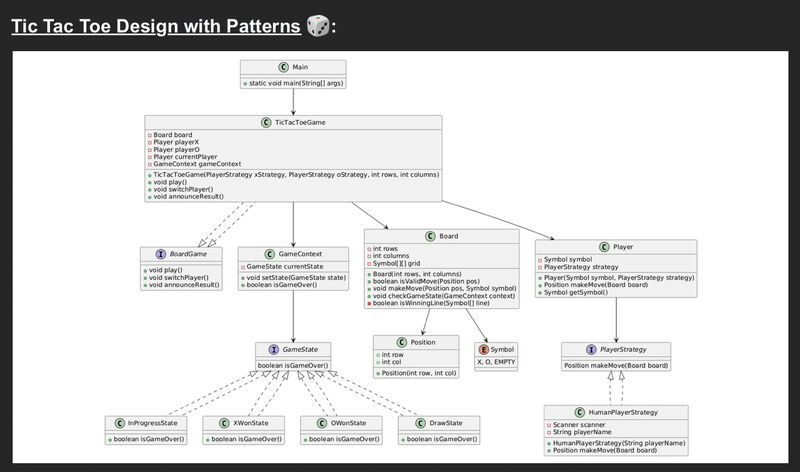 Tic Tac Toe Design with Patterns 🎲:
C Main
static void main(String[] args)
C TicTacToeGame
Board board
Player playerX
Player playerO
Player currentPlayer
GameContext gameContext
TicTacToeGame(PlayerStrategy xStrategy, PlayerStrategy oStrategy, int rows, int columns)
void play()
void switchPlayer()
void announceResult()
I BoardGame
void play()
void switchPlayer()
void announceResult()
C GameContext
GameState currentState
void setState(GameState state)
boolean isGameOver()
C Board
int rows
int columns
Symbol[][] grid
Board(int rows, int columns)
boolean isValidMove(Position pos)
void makeMove(Position pos, Symbol symbol)
void checkGameState(GameContext context)
boolean isWinningLine(Symbol[] line)
C Player
Symbol symbol
PlayerStrategy strategy
Player(Symbol symbol, PlayerStrategy strategy)
Position makeMove(Board board)
Symbol getSymbol()
I GameState
boolean isGameOver()
C Position
int row
int col
Position(int row, int col)
E Symbol
X, O, EMPTY
I PlayerStrategy
Position makeMove(Board board)
C InProgressState
boolean isGameOver()
C XWonState
boolean isGameOver()
C OWonState
boolean isGameOver()
C DrawState
boolean isGameOver()
C HumanPlayerStrategy
Scanner scanner
String playerName
HumanPlayerStrategy(String playerName)
Position makeMove(Board board)